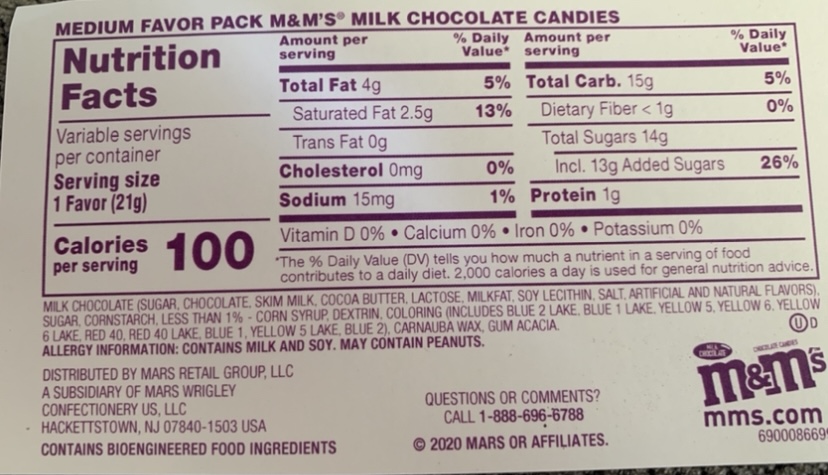 MEDIUM FAVOR PACK M&M'S® MILK CHOCOLATE CANDIES
Nutrition
Facts
Variable servings
per container
Serving size
1 Favor (21g)
Calories
per serving 100
Amount per
serving
% Daily
Value*
Total Fat 4g 5%
Saturated Fat 2.5g 13%
Trans Fat 0g
Cholesterol 0mg 0%
Sodium 15mg 1%
Amount per
serving
% Daily
Value*
Total Carb. 15g 5%
Dietary Fiber < 1g 0%
Total Sugars 14g
Incl. 13g Added Sugars 26%
Protein 1g
Vitamin D 0% • Calcium 0% • Iron 0% • Potassium 0%
*The % Daily Value (DV) tells you how much a nutrient in a serving of food
contributes to a daily diet. 2,000 calories a day is used for general nutrition advice.
MILK CHOCOLATE (SUGAR, CHOCOLATE, SKIM MILK, COCOA BUTTER, LACTOSE, MILKFAT, SOY LECITHIN, SALT, ARTIFICIAL AND NATURAL FLAVORS),
SUGAR, CORNSTARCH, LESS THAN 1% - CORN SYRUP, DEXTRIN, COLORING (INCLUDES BLUE 2 LAKE, BLUE 1 LAKE, YELLOW 5, YELLOW 6, YELLOW
6 LAKE, RED 40, RED 40 LAKE, BLUE 1, YELLOW 5 LAKE, BLUE 2), CARNAUBA WAX, GUM ACACIA.
ALLERGY INFORMATION: CONTAINS MILK AND SOY. MAY CONTAIN PEANUTS.
Ⓤ D
DISTRIBUTED BY MARS RETAIL GROUP, LLC
A SUBSIDIARY OF MARS WRIGLEY
CONFECTIONERY US, LLC
HACKETTSTOWN, NJ 07840-1503 USA
CONTAINS BIOENGINEERED FOOD INGREDIENTS
QUESTIONS OR COMMENTS?
CALL 1-888-696-6788
© 2020 MARS OR AFFILIATES.
MILK
CHOCOLATE
CHOCOLATE CANDIES
m&m's
mms.com
690008669